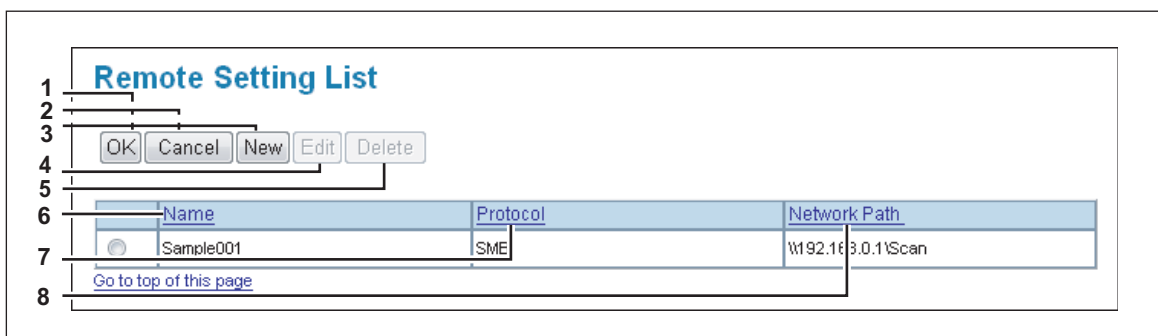 Remote Setting List
1
2
3
OK Cancel New Edit Delete
4
5
6 Name Protocol Network Path
Sample001 SME \\192.168.0.1\Scan
7
Go to top of this page
8